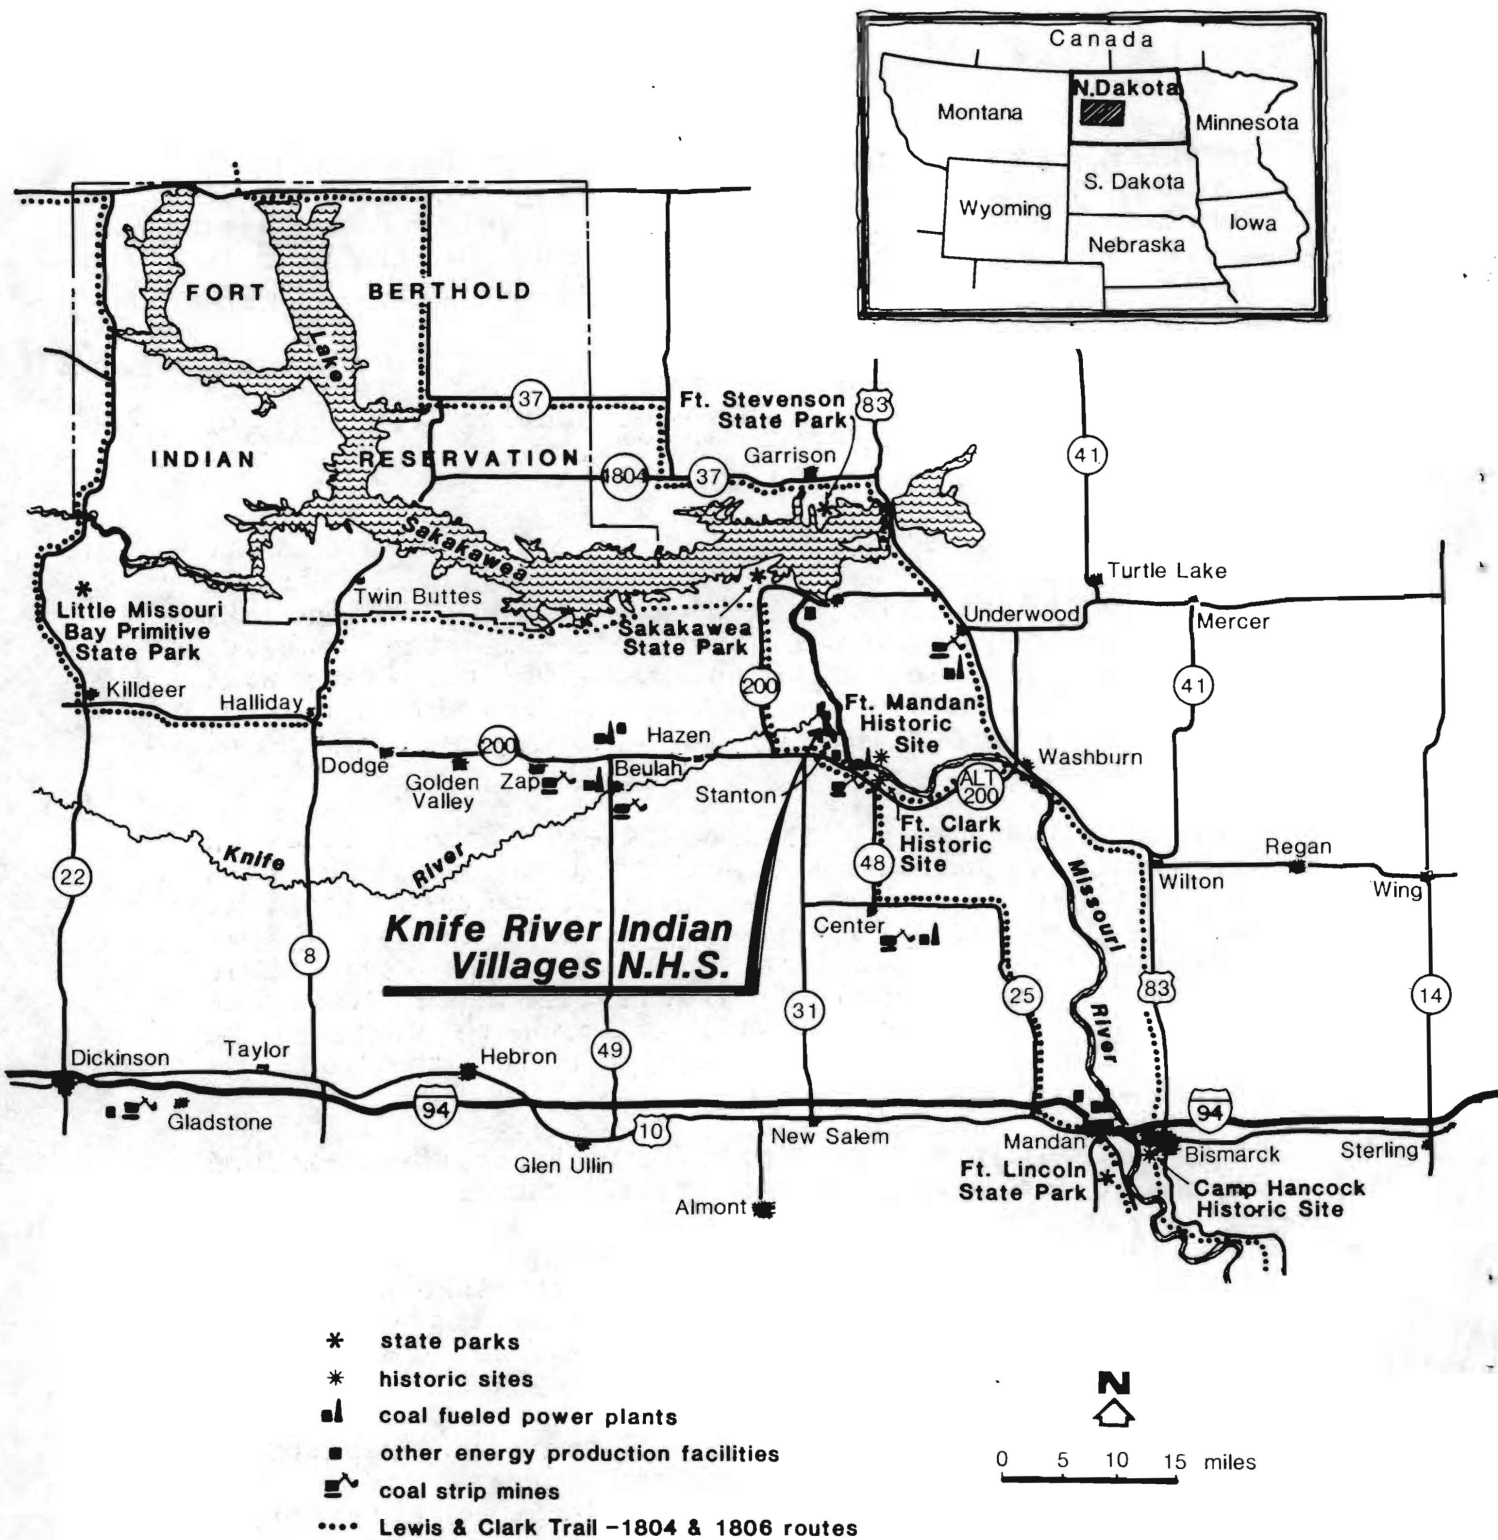 Canada
N. Dakota
Montana
Minnesota
S. Dakota
Wyoming
Iowa
Nebraska
FORT BERTHOLD
Lake
37
Ft. Stevenson
State Park
83
41
INDIAN RESERVATION
1804
37
Garrison
Sakakawea
Turtle Lake
Twin Buttes
Little Missouri
Bay Primitive
State Park
Sakakawea
State Park
Underwood
Mercer
Killdeer
Halliday
200
41
Ft. Mandan
Historic
Site
200
Hazen
Dodge
Golden
Valley
Zap
Beulah
Stanton
ALT
200
Washburn
Ft. Clark
Historic
Site
Knife
River
22
48
Missouri
River
Regan
Wilton
Wing
Center
Knife River Indian
Villages N.H.S.
8
31
25
83
14
49
Dickinson
Taylor
Hebron
94
Gladstone
10
Glen Ullin
New Salem
Mandan
94
Bismarck
Sterling
Ft. Lincoln
State Park
Camp Hancock
Historic Site
Almont
state parks
historic sites
coal fueled power plants
other energy production facilities
coal strip mines
Lewis & Clark Trail –1804 & 1806 routes
N
0 5 10 15 miles